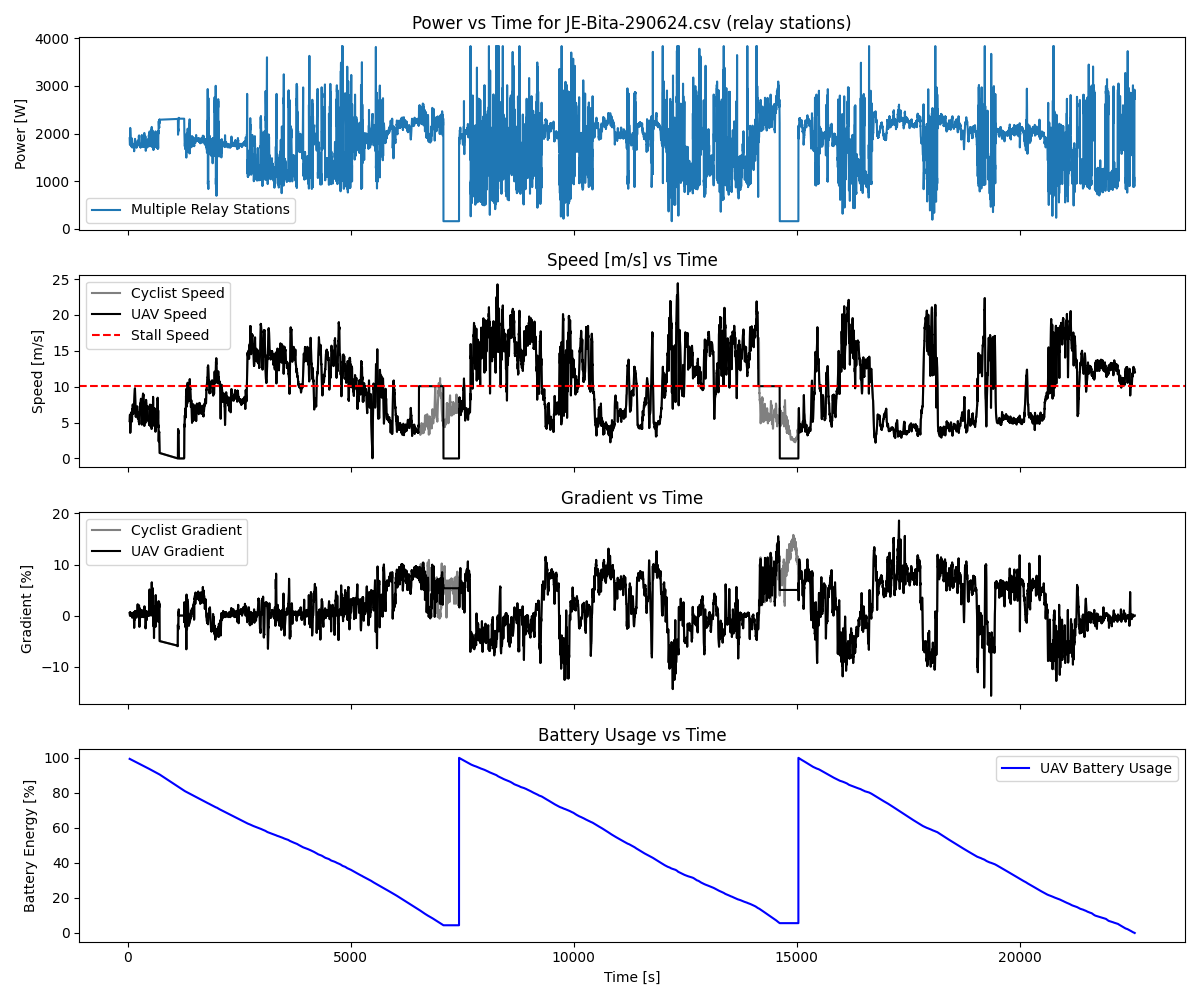 Power vs Time for JE-Bita-290624.csv (relay stations)
4000
3000
2000
1000
0
Power [W]
Multiple Relay Stations
Speed [m/s] vs Time
25
20
15
10
5
0
Speed [m/s]
Cyclist Speed
UAV Speed
Stall Speed
Gradient vs Time
20
10
0
−10
Gradient [%]
Cyclist Gradient
UAV Gradient
Battery Usage vs Time
100
80
60
40
20
0
Battery Energy [%]
UAV Battery Usage
0 5000 10000 15000 20000
Time [s]